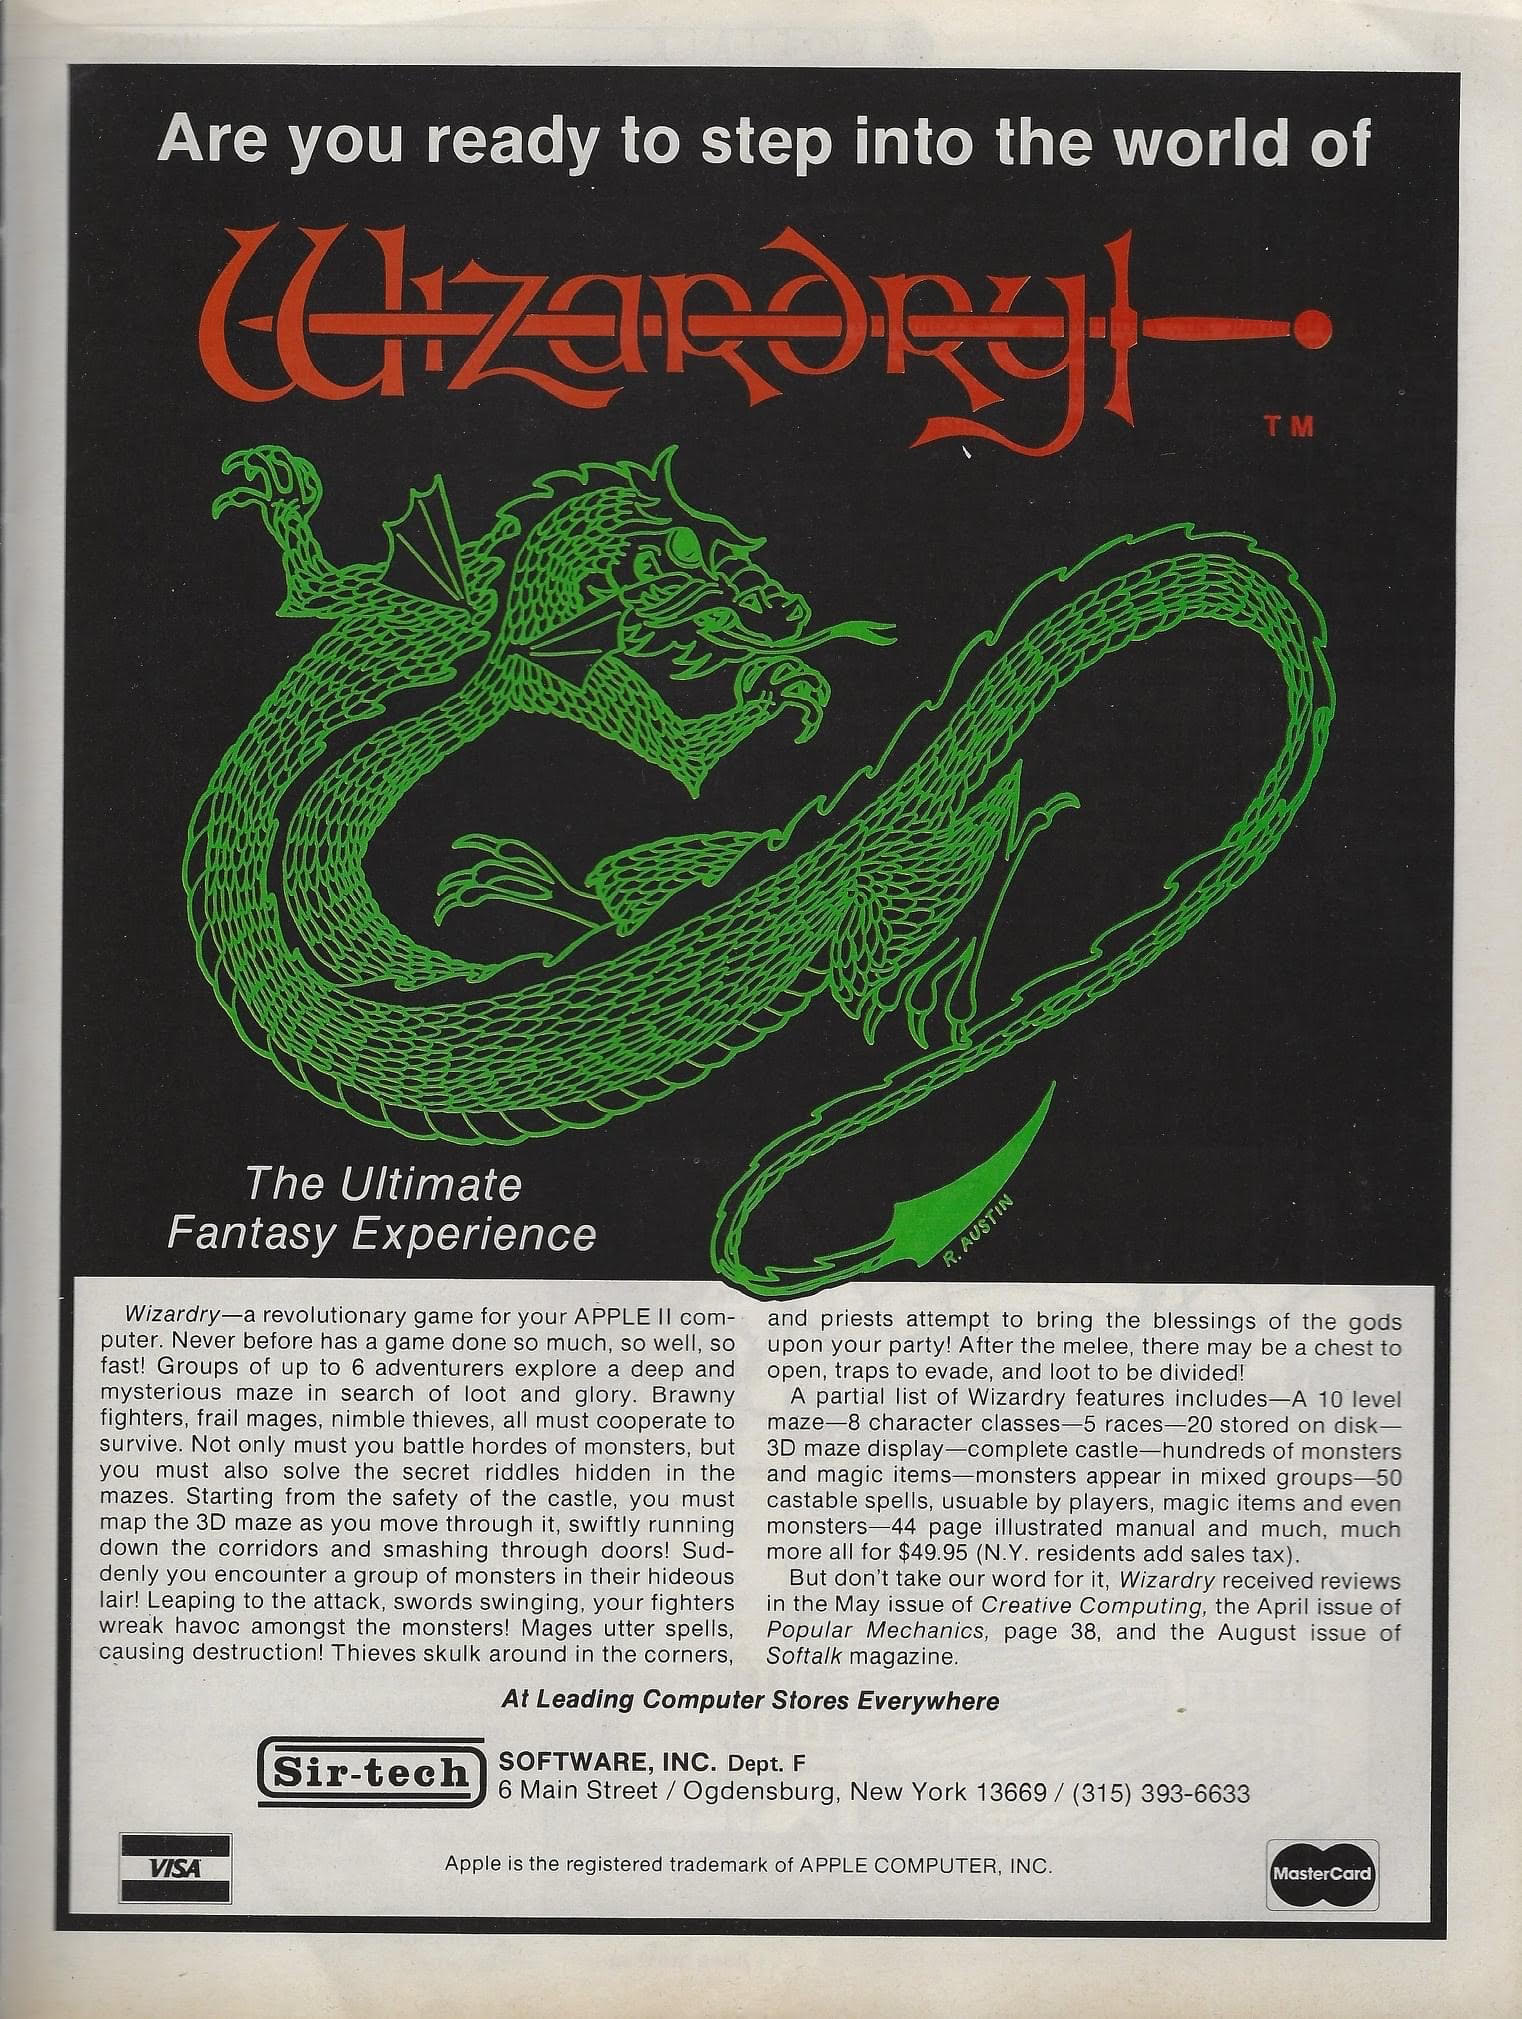 Are you ready to step into the world of
Wizardry
TM
R. AUSTIN
The Ultimate
Fantasy Experience
Wizardry—a revolutionary game for your APPLE II com-
puter. Never before has a game done so much, so well, so
fast! Groups of up to 6 adventurers explore a deep and
mysterious maze in search of loot and glory. Brawny
fighters, frail mages, nimble thieves, all must cooperate to
survive. Not only must you battle hordes of monsters, but
you must also solve the secret riddles hidden in the
mazes. Starting from the safety of the castle, you must
map the 3D maze as you move through it, swiftly running
down the corridors and smashing through doors! Sud-
denly you encounter a group of monsters in their hideous
lair! Leaping to the attack, swords swinging, your fighters
wreak havoc amongst the monsters! Mages utter spells,
causing destruction! Thieves skulk around in the corners,
and priests attempt to bring the blessings of the gods
upon your party! After the melee, there may be a chest to
open, traps to evade, and loot to be divided!
A partial list of Wizardry features includes—A 10 level
maze—8 character classes—5 races—20 stored on disk—
3D maze display—complete castle—hundreds of monsters
and magic items—monsters appear in mixed groups—50
castable spells, usuable by players, magic items and even
monsters—44 page illustrated manual and much, much
more all for $49.95 (N.Y. residents add sales tax).
But don't take our word for it, Wizardry received reviews
in the May issue of Creative Computing, the April issue of
Popular Mechanics, page 38, and the August issue of
Softalk magazine.
At Leading Computer Stores Everywhere
Sir-tech SOFTWARE, INC. Dept. F
6 Main Street / Ogdensburg, New York 13669 / (315) 393-6633
VISA
Apple is the registered trademark of APPLE COMPUTER, INC.
MasterCard